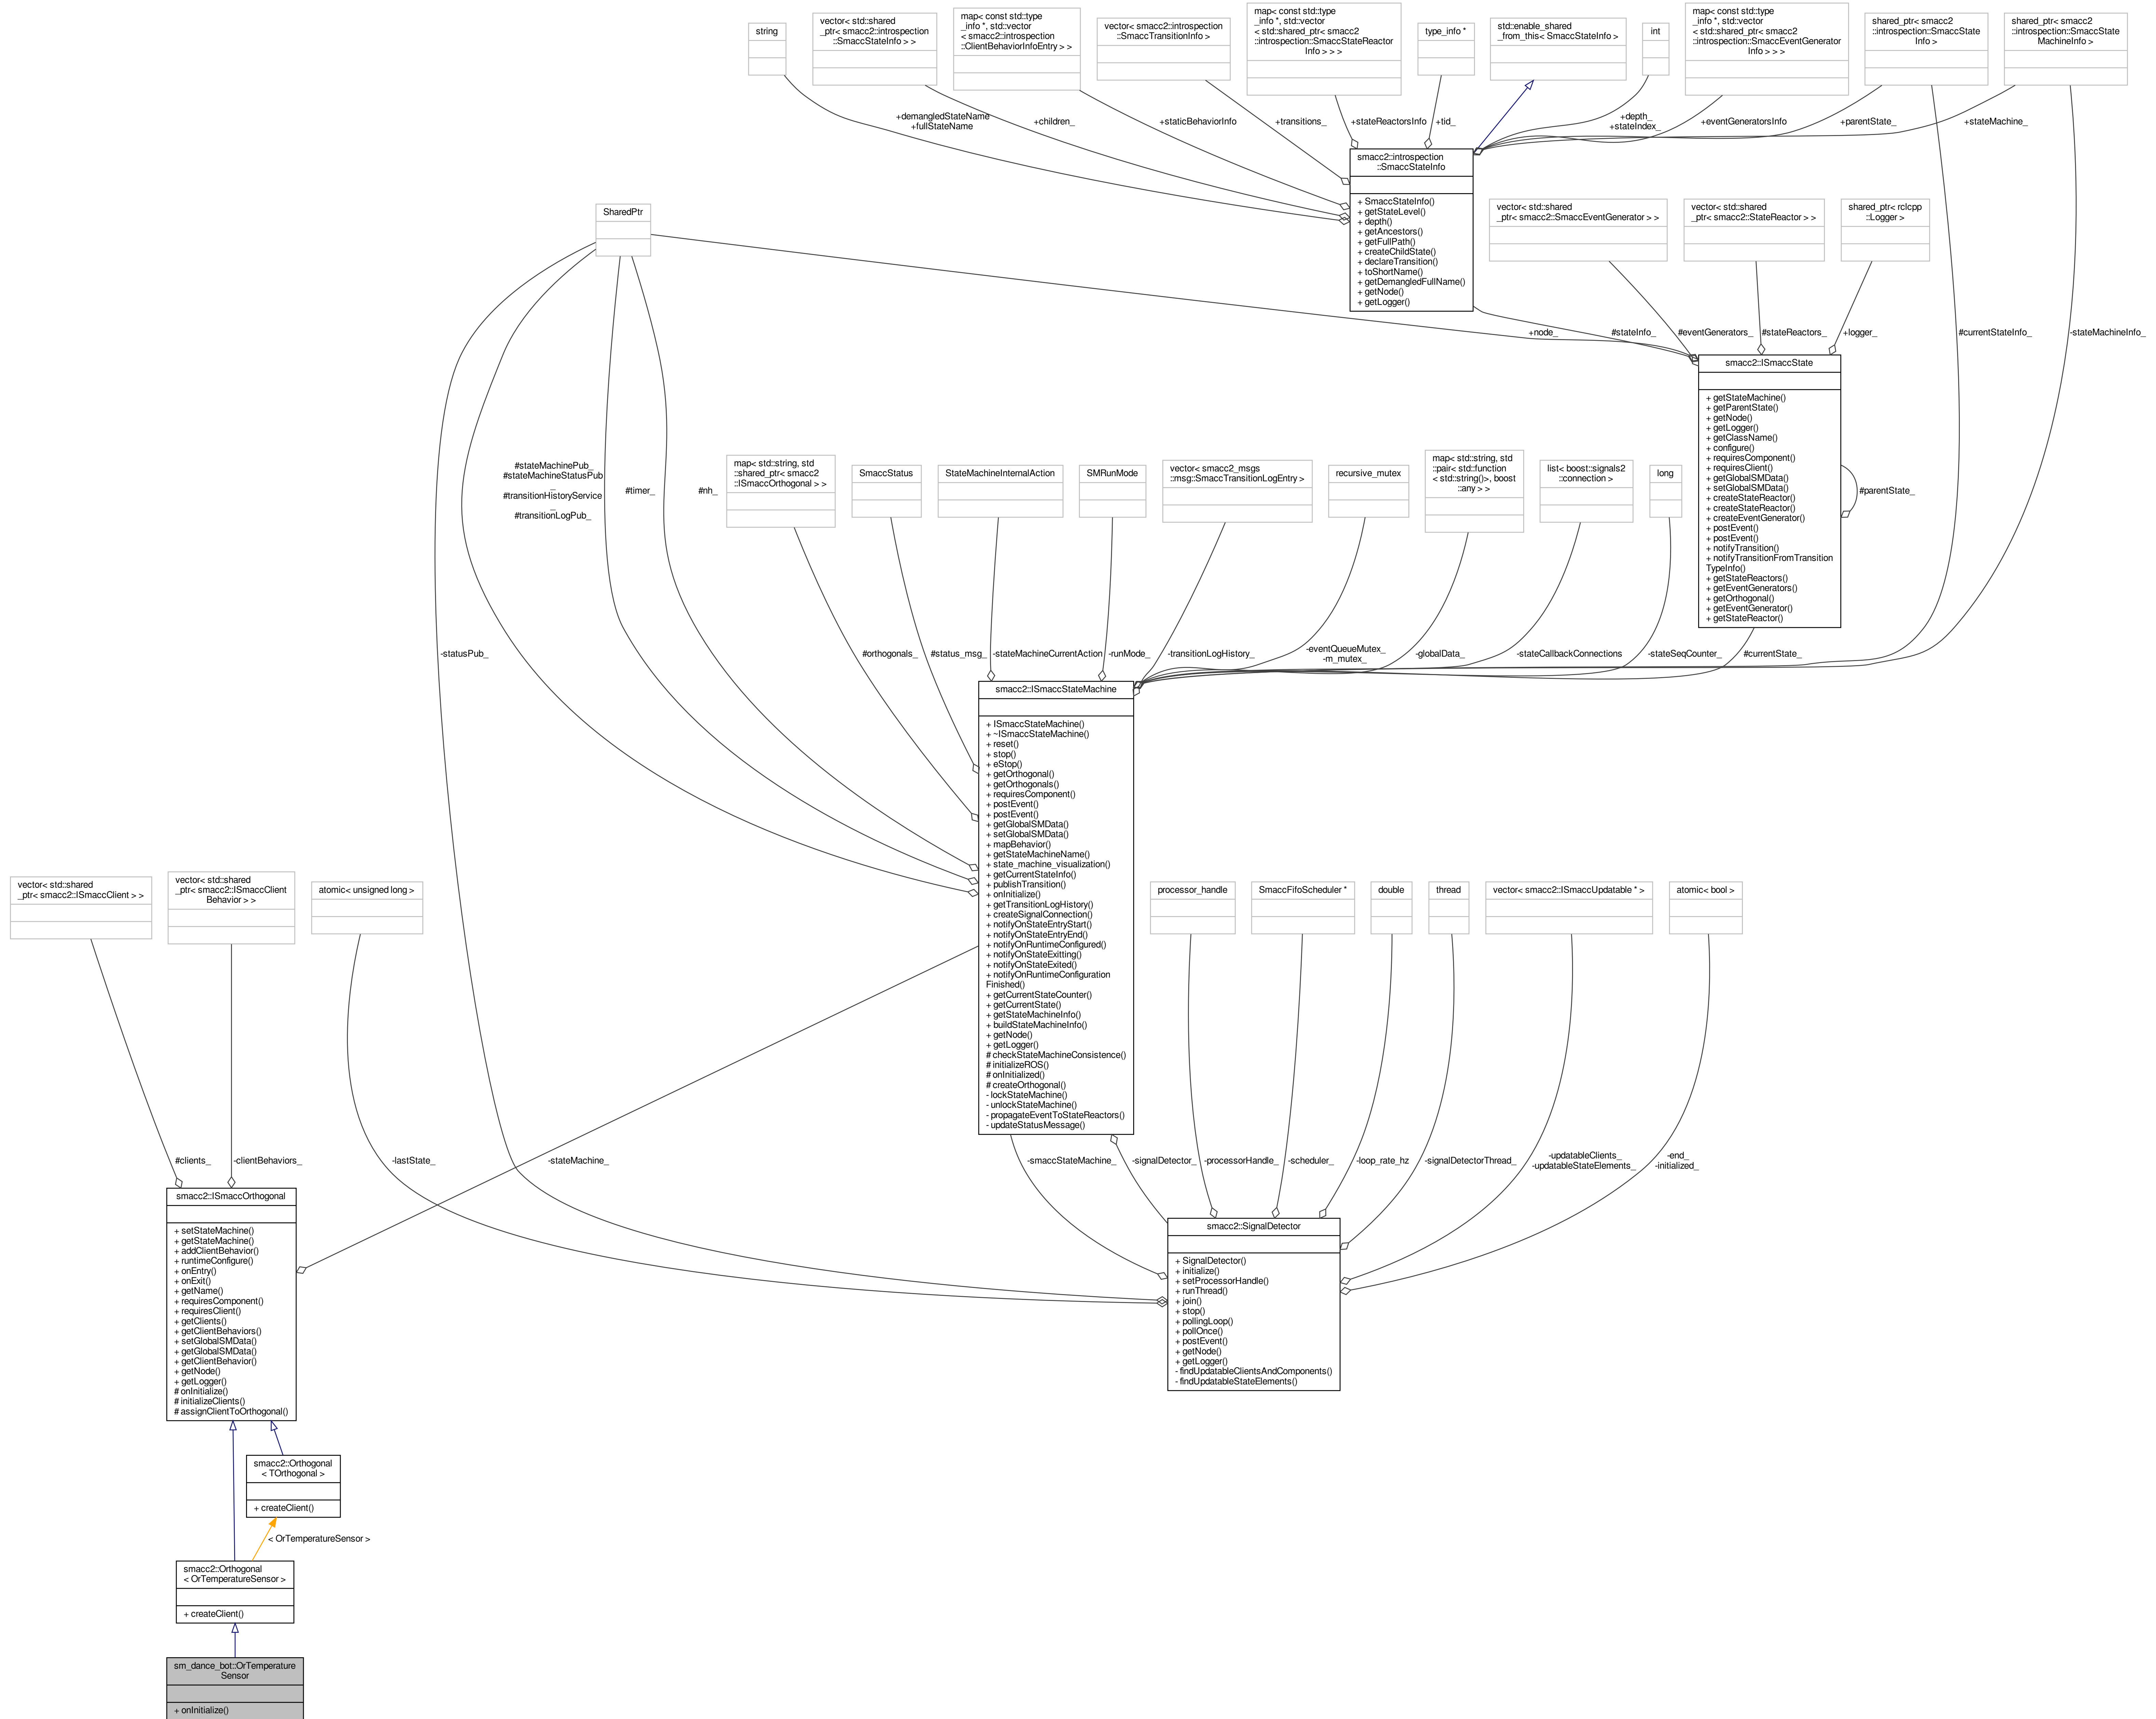 string
vector< std::shared
_ptr< smacc2::introspection
::SmaccStateInfo > >
map< const std::type
_info *, std::vector
< smacc2::introspection
::ClientBehaviorInfoEntry > >
vector< smacc2::introspection
::SmaccTransitionInfo >
map< const std::type
_info *, std::vector
< std::shared_ptr< smacc2
::introspection::SmaccStateReactor
Info > > >
type_info *
std::enable_shared
_from_this< SmaccStateInfo >
int
map< const std::type
_info *, std::vector
< std::shared_ptr< smacc2
::introspection::SmaccEventGenerator
Info > > >
shared_ptr< smacc2
::introspection::SmaccState
Info >
shared_ptr< smacc2
::introspection::SmaccState
MachineInfo >
+demangledStateName
+fullStateName
+children_
+staticBehaviorInfo
+transitions_
+stateReactorsInfo
+tid_
+depth_
+stateIndex_
+eventGeneratorsInfo
+parentState_
+stateMachine_
smacc2::introspection
::SmaccStateInfo
+ SmaccStateInfo()
+ getStateLevel()
+ depth()
+ getAncestors()
+ getFullPath()
+ createChildState()
+ declareTransition()
+ toShortName()
+ getDemangledFullName()
+ getNode()
+ getLogger()
SharedPtr
vector< std::shared
_ptr< smacc2::SmaccEventGenerator > >
vector< std::shared
_ptr< smacc2::StateReactor > >
shared_ptr< rclcpp
::Logger >
+node_
#stateInfo_
#eventGenerators_
#stateReactors_
+logger_
#currentStateInfo_
-stateMachineInfo_
smacc2::ISmaccState
+ getStateMachine()
+ getParentState()
+ getNode()
+ getLogger()
+ getClassName()
+ configure()
+ requiresComponent()
+ requiresClient()
+ getGlobalSMData()
+ setGlobalSMData()
+ createStateReactor()
+ createStateReactor()
+ createEventGenerator()
+ postEvent()
+ postEvent()
+ notifyTransition()
+ notifyTransitionFromTransition
TypeInfo()
+ getStateReactors()
+ getEventGenerators()
+ getOrthogonal()
+ getEventGenerator()
+ getStateReactor()
#parentState_
#stateMachinePub_
#stateMachineStatusPub
_
#transitionHistoryService
_
#transitionLogPub_
#timer_
#nh_
map< std::string, std
::shared_ptr< smacc2
::ISmaccOrthogonal > >
SmaccStatus
StateMachineInternalAction
SMRunMode
vector< smacc2_msgs
::msg::SmaccTransitionLogEntry >
recursive_mutex
map< std::string, std
::pair< std::function
< std::string()>, boost
::any > >
list< boost::signals2
::connection >
long
-statusPub_
#orthogonals_
#status_msg_
-stateMachineCurrentAction
-runMode_
-transitionLogHistory_
-eventQueueMutex_
-m_mutex_
-globalData_
-stateCallbackConnections
-stateSeqCounter_
#currentState_
smacc2::ISmaccStateMachine
+ ISmaccStateMachine()
+ ~ISmaccStateMachine()
+ reset()
+ stop()
+ eStop()
+ getOrthogonal()
+ getOrthogonals()
+ requiresComponent()
+ postEvent()
+ postEvent()
+ getGlobalSMData()
+ setGlobalSMData()
+ mapBehavior()
+ getStateMachineName()
+ state_machine_visualization()
+ getCurrentStateInfo()
+ publishTransition()
+ onInitialize()
+ getTransitionLogHistory()
+ createSignalConnection()
+ notifyOnStateEntryStart()
+ notifyOnStateEntryEnd()
+ notifyOnRuntimeConfigured()
+ notifyOnStateExitting()
+ notifyOnStateExited()
+ notifyOnRuntimeConfiguration
Finished()
+ getCurrentStateCounter()
+ getCurrentState()
+ getStateMachineInfo()
+ buildStateMachineInfo()
+ getNode()
+ getLogger()
# checkStateMachineConsistence()
# initializeROS()
# onInitialized()
# createOrthogonal()
- lockStateMachine()
- unlockStateMachine()
- propagateEventToStateReactors()
- updateStatusMessage()
vector< std::shared
_ptr< smacc2::ISmaccClient > >
vector< std::shared
_ptr< smacc2::ISmaccClient
Behavior > >
atomic< unsigned long >
processor_handle
SmaccFifoScheduler *
double
thread
vector< smacc2::ISmaccUpdatable * >
atomic< bool >
#clients_
-clientBehaviors_
-lastState_
-stateMachine_
-smaccStateMachine_
-signalDetector_
-processorHandle_
-scheduler_
-loop_rate_hz
-signalDetectorThread_
-updatableClients_
-updatableStateElements_
-end_
-initialized_
smacc2::ISmaccOrthogonal
+ setStateMachine()
+ getStateMachine()
+ addClientBehavior()
+ runtimeConfigure()
+ onEntry()
+ onExit()
+ getName()
+ requiresComponent()
+ requiresClient()
+ getClients()
+ getClientBehaviors()
+ setGlobalSMData()
+ getGlobalSMData()
+ getClientBehavior()
+ getNode()
+ getLogger()
# onInitialize()
# initializeClients()
# assignClientToOrthogonal()
smacc2::SignalDetector
+ SignalDetector()
+ initialize()
+ setProcessorHandle()
+ runThread()
+ join()
+ stop()
+ pollingLoop()
+ pollOnce()
+ postEvent()
+ getNode()
+ getLogger()
- findUpdatableClientsAndComponents()
- findUpdatableStateElements()
smacc2::Orthogonal
< TOrthogonal >
+ createClient()
< OrTemperatureSensor >
smacc2::Orthogonal
< OrTemperatureSensor >
+ createClient()
sm_dance_bot::OrTemperature
Sensor
+ onInitialize()